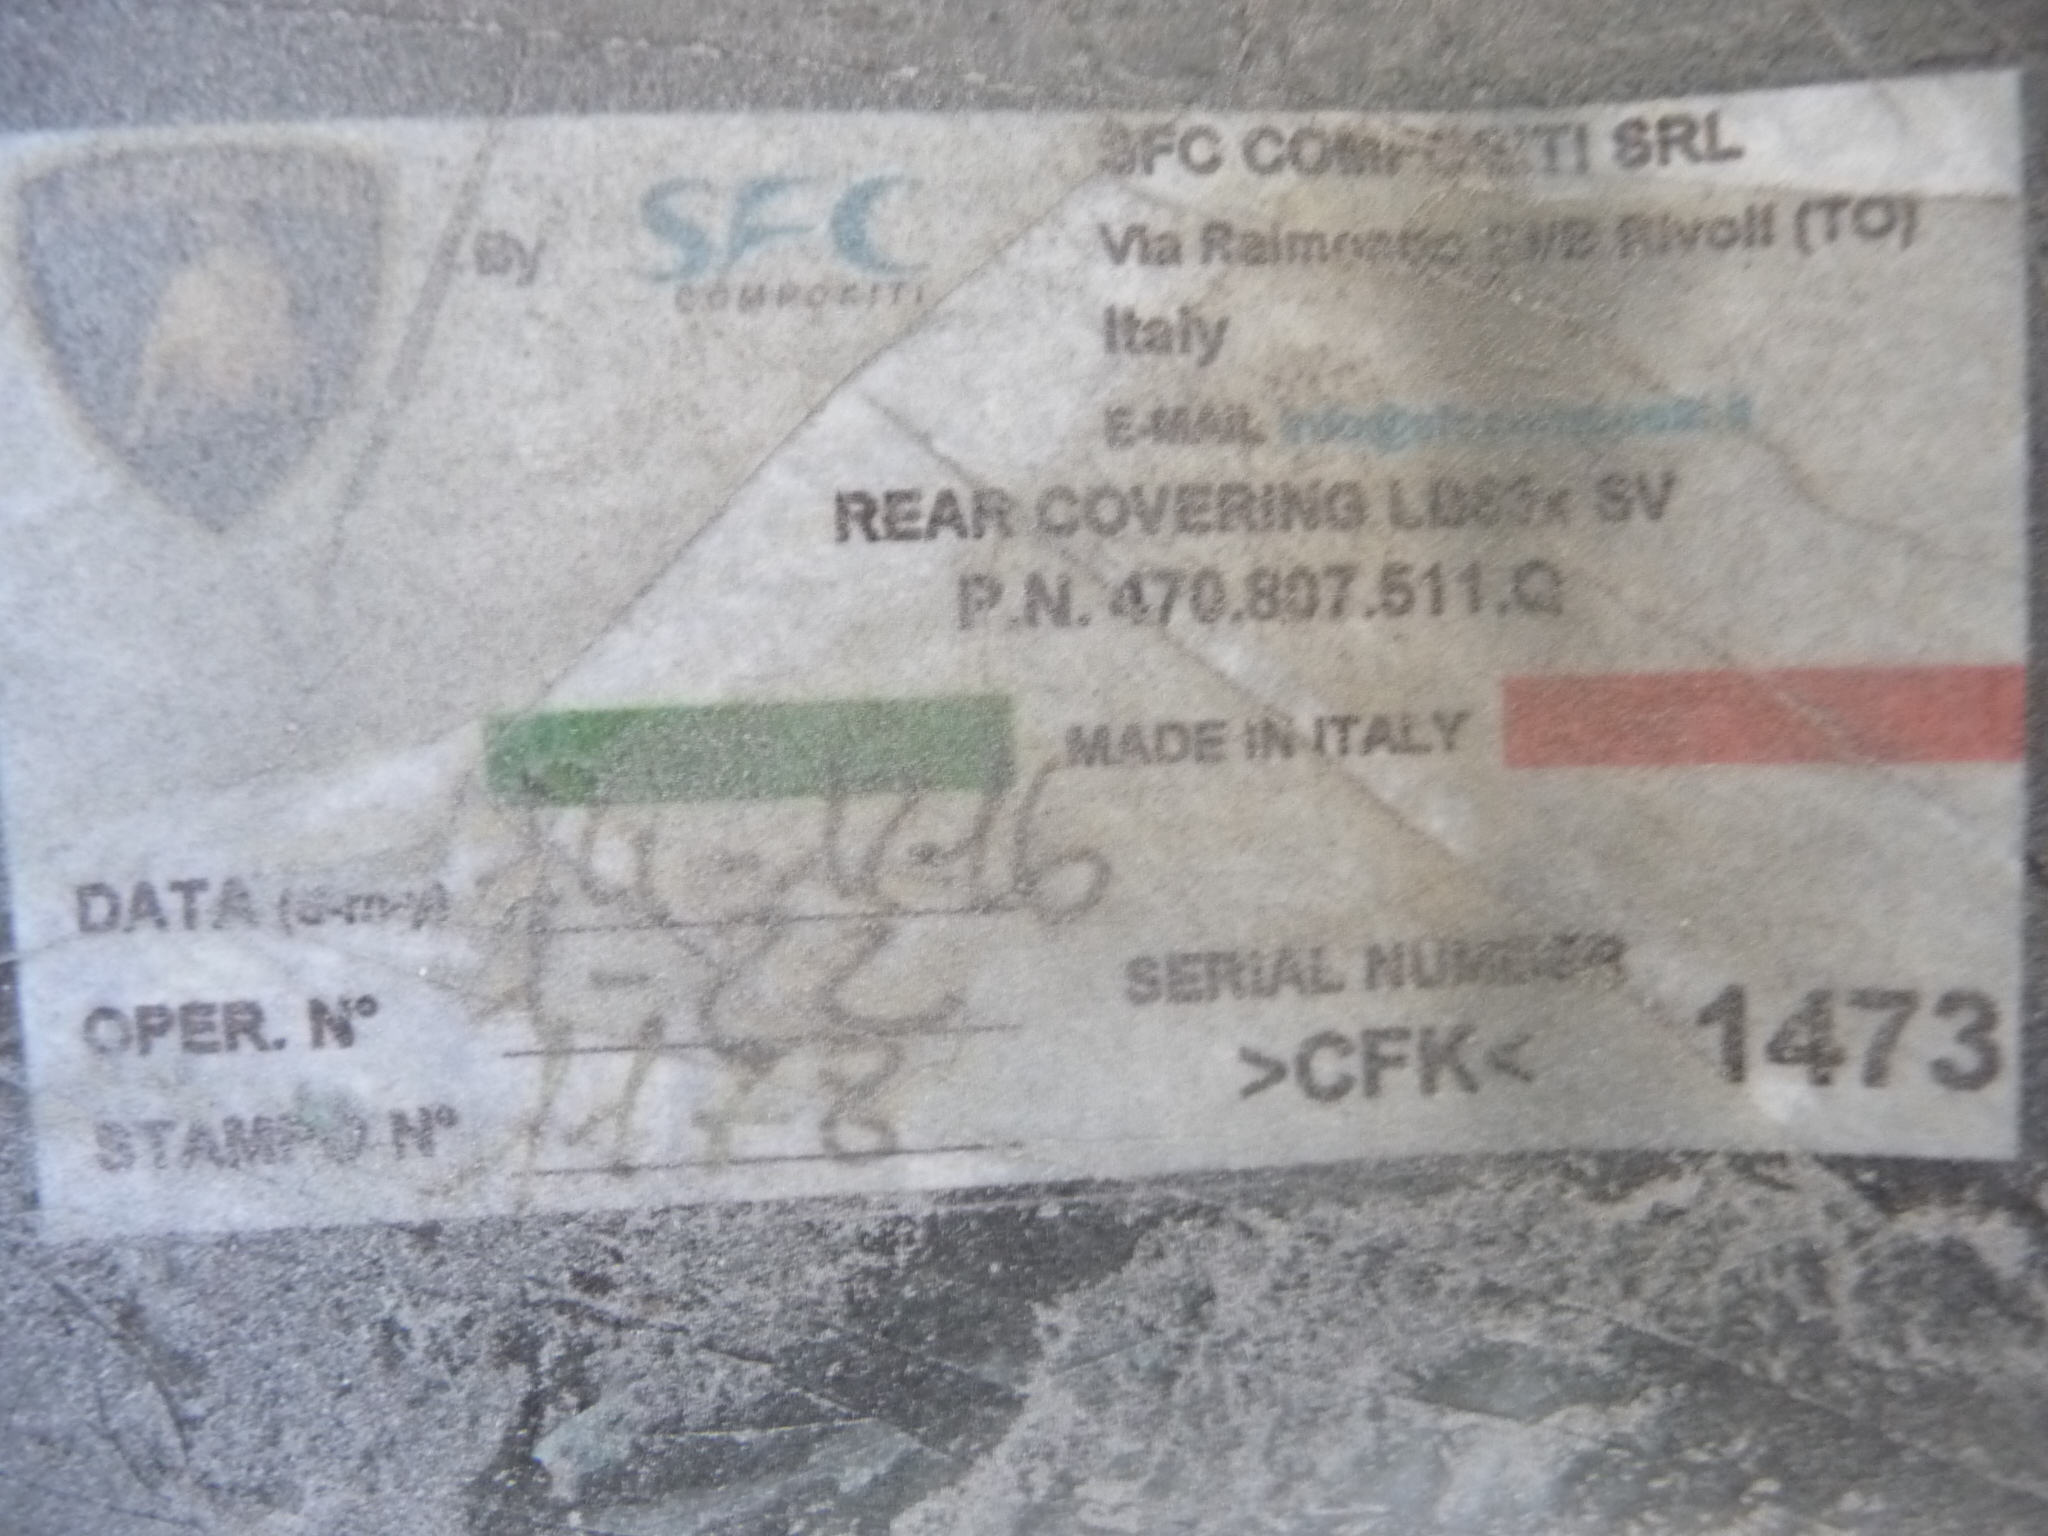 By SFC
COMPOSITI
SFC COMPOSITI SRL
Via Rivoli (TO)
Italy
E-MAIL
REAR COVERING LB83x SV
P.N. 470.807.511.Q
MADE IN ITALY
DATA (d-m-y)
OPER. N°
STAMPO N°
SERIAL NUMBER
>CFK< 1473